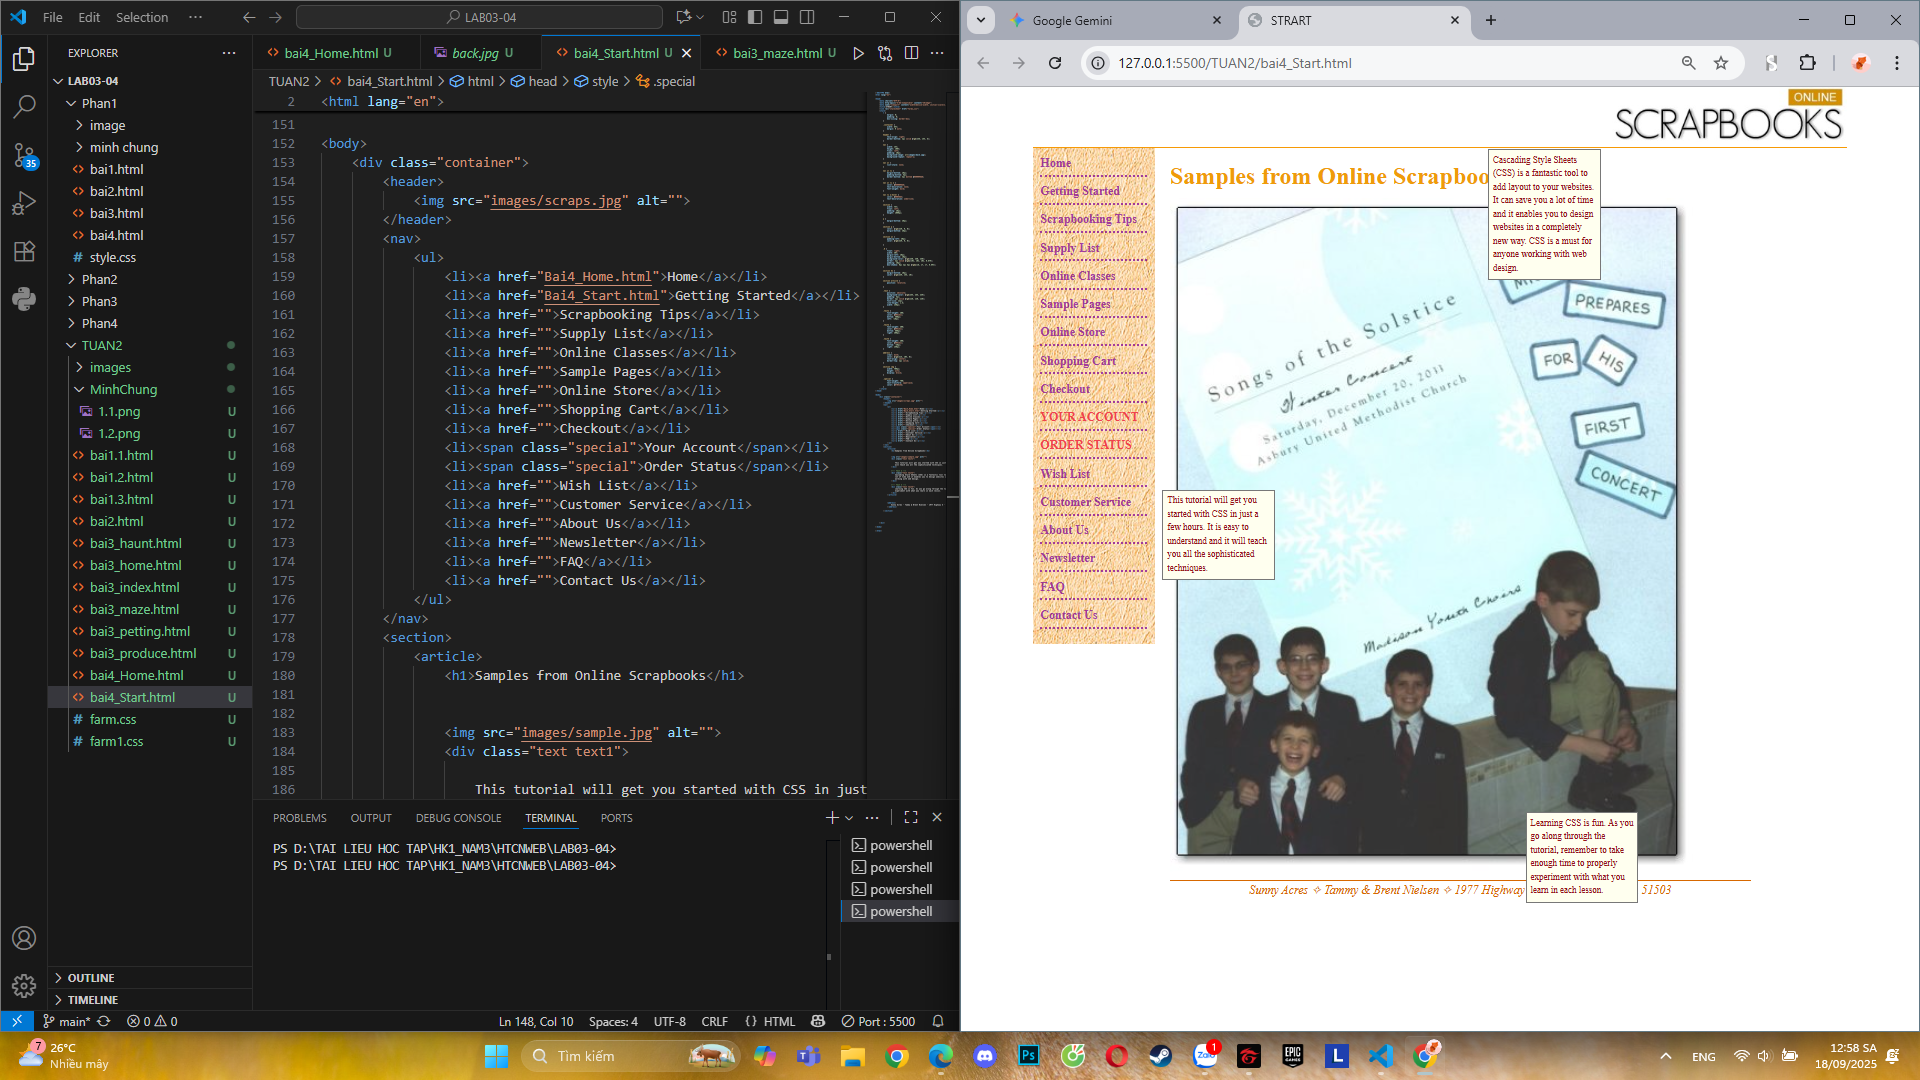 File Edit Selection ··· LAB03-04
EXPLORER
LAB03-04
Phan1
image
minh chung
bai1.html
bai2.html
bai3.html
bai4.html
style.css
Phan2
Phan3
Phan4
TUAN2
images
MinhChung
1.1.png U
1.2.png U
bai1.1.html U
bai1.2.html U
bai1.3.html U
bai2.html U
bai3_haunt.html U
bai3_home.html U
bai3_index.html U
bai3_maze.html U
bai3_petting.html U
bai3_produce.html U
bai4_Home.html U
bai4_Start.html U
farm.css U
farm1.css U
OUTLINE
TIMELINE
35
bai4_Home.html U back.jpg U bai4_Start.html U bai3_maze.html U
TUAN2 > bai4_Start.html > html > head > style > .special
2 <html lang="en">
151
152 <body>
153 <div class="container">
154 <header>
155 <img src="images/scraps.jpg" alt="">
156 </header>
157 <nav>
158 <ul>
159 <li><a href="Bai4_Home.html">Home</a></li>
160 <li><a href="Bai4_Start.html">Getting Started</a></li>
161 <li><a href="">Scrapbooking Tips</a></li>
162 <li><a href="">Supply List</a></li>
163 <li><a href="">Online Classes</a></li>
164 <li><a href="">Sample Pages</a></li>
165 <li><a href="">Online Store</a></li>
166 <li><a href="">Shopping Cart</a></li>
167 <li><a href="">Checkout</a></li>
168 <li><span class="special">Your Account</span></li>
169 <li><span class="special">Order Status</span></li>
170 <li><a href="">Wish List</a></li>
171 <li><a href="">Customer Service</a></li>
172 <li><a href="">About Us</a></li>
173 <li><a href="">Newsletter</a></li>
174 <li><a href="">FAQ</a></li>
175 <li><a href="">Contact Us</a></li>
176 </ul>
177 </nav>
178 <section>
179 <article>
180 <h1>Samples from Online Scrapbooks</h1>
181
182
183 <img src="images/sample.jpg" alt="">
184 <div class="text text1">
185
186 This tutorial will get you started with CSS in just
PROBLEMS OUTPUT DEBUG CONSOLE TERMINAL PORTS
PS D:\TAI LIEU HOC TAP\HK1_NAM3\HTCNWEB\LAB03-04>
PS D:\TAI LIEU HOC TAP\HK1_NAM3\HTCNWEB\LAB03-04>
powershell
powershell
powershell
powershell
main* 0 0 Ln 148, Col 10 Spaces: 4 UTF-8 CRLF {} HTML Port : 5500
Google Gemini STRART
127.0.0.1:5500/TUAN2/bai4_Start.html
ONLINE
SCRAPBOOKS
Home
Getting Started
Scrapbooking Tips
Supply List
Online Classes
Sample Pages
Online Store
Shopping Cart
Checkout
YOUR ACCOUNT
ORDER STATUS
Wish List
Customer Service
About Us
Newsletter
FAQ
Contact Us
Samples from Online Scrapboo
Cascading Style Sheets
(CSS) is a fantastic tool to
add layout to your websites.
It can save you a lot of time
and it enables you to design
websites in a completely
new way. CSS is a must for
anyone working with web
design.
PREPARES
FOR
HIS
FIRST
CONCERT
Songs of the Solstice
Winter Concert
Saturday, December 20, 2011
Asbury United Methodist Church
This tutorial will get you
started with CSS in just a
few hours. It is easy to
understand and it will teach
you all the sophisticated
techniques.
Madison Youth Choirs
Learning CSS is fun. As you
go along through the
tutorial, remember to take
enough time to properly
experiment with what you
learn in each lesson.
Sunny Acres ✧ Tammy & Brent Nielsen ✧ 1977 Highway 51503
7
26°C
Nhiều mây
Tìm kiếm
Zalo
1
EPIC
GAMES
L
ENG
12:58 SA
18/09/2025